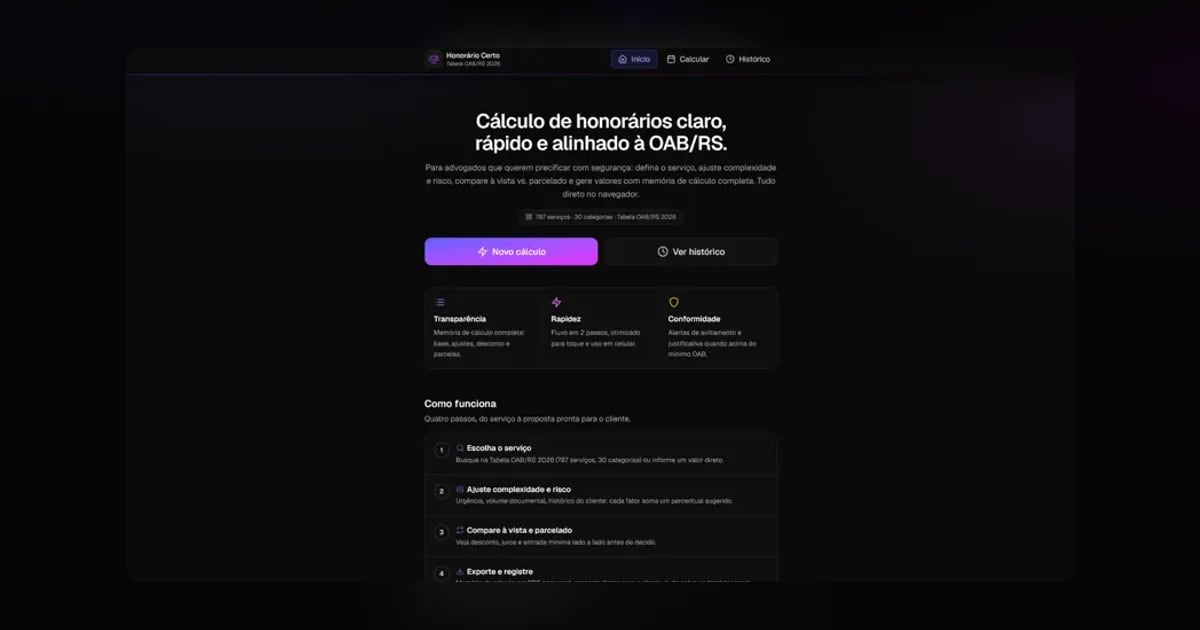 Honorário Certo
Tabela OAB/RS 2026
Início
Calcular
Histórico
Cálculo de honorários claro,
rápido e alinhado à OAB/RS.
Para advogados que querem precificar com segurança: defina o serviço, ajuste complexidade
e risco, compare à vista vs. parcelado e gere valores com memória de cálculo completa. Tudo
direto no navegador.
787 serviços · 30 categorias · Tabela OAB/RS 2026
Novo cálculo
Ver histórico
Transparência
Memória de cálculo completa:
base, ajustes, desconto e
parcelas.
Rapidez
Fluxo em 2 passos, otimizado
para toque e uso em celular.
Conformidade
Alertas de aviltamento e
justificativa quando acima do
mínimo OAB.
Como funciona
Quatro passos, do serviço à proposta pronta para o cliente.
1
Escolha o serviço
Busque na Tabela OAB/RS 2026 (787 serviços, 30 categorias) ou informe um valor direto.
2
Ajuste complexidade e risco
Urgência, volume documental, histórico do cliente: cada fator soma um percentual sugerido.
3
Compare à vista e parcelado
Veja desconto, juros e entrada mínima lado a lado antes de decidir.
4
Exporte e registre